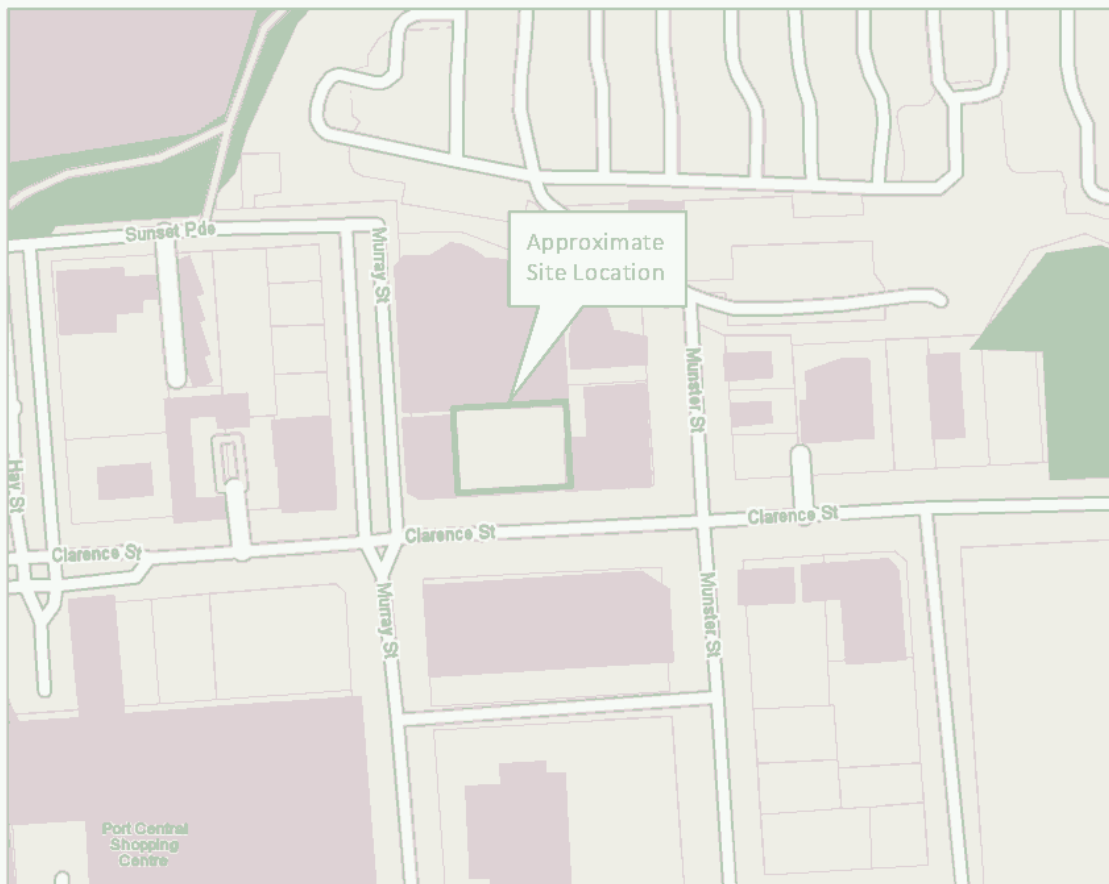 Sunset Pde
Murray St
Approximate
Site Location
Munster St
Hay St
Clarence St
Clarence St
Clarence St
Murray St
Munster St
Port Central
Shopping
Centre